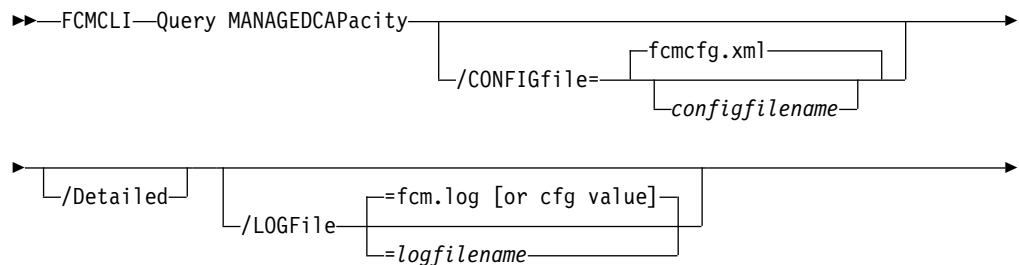 FCMCLI Query MANAGEDCAPacity
fcmcfg.xml
/CONFIGfile=
configfilename
/Detailed
=fcm.log [or cfg value]
/LOGFile
=logfilename